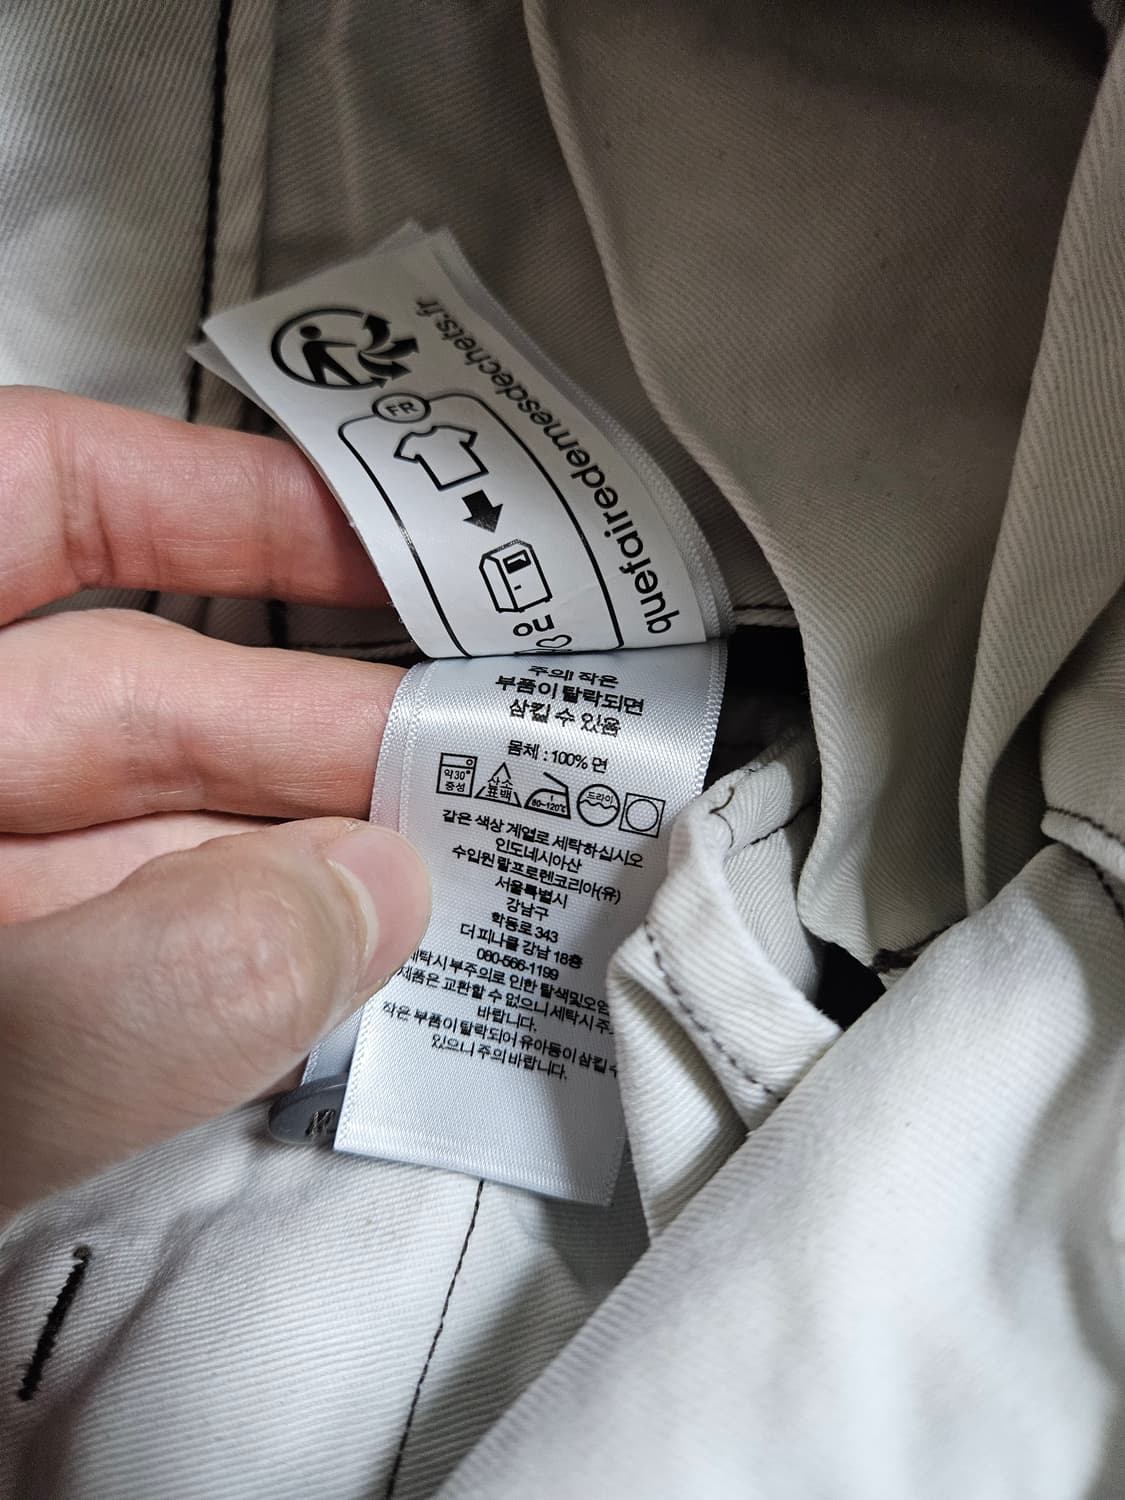 quefairedemesdechets.fr
FR
ou
주의! 작은
부품이 탈락되면
삼킬 수 있음
몸체 : 100% 면
약30°
중성
산소
표백
80~120℃
드라이
같은 색상 계열로 세탁하십시오
인도네시아산
수입원 랄프로렌코리아(유)
서울특별시
강남구
학동로 343
더 피나클 강남 18층
080-566-1199
세탁시 부주의로 인한 탈색및오염
제품은 교환할 수 없으니 세탁시 주
바랍니다.
작은 부품이 탈락되어 유아등이 삼킬 수
있으니 주의 바랍니다.